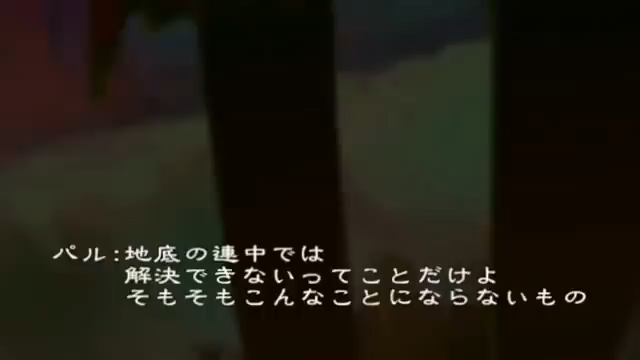 パル:地底の連中では
解決できないってことだけよ
そもそもこんなことにならないもの